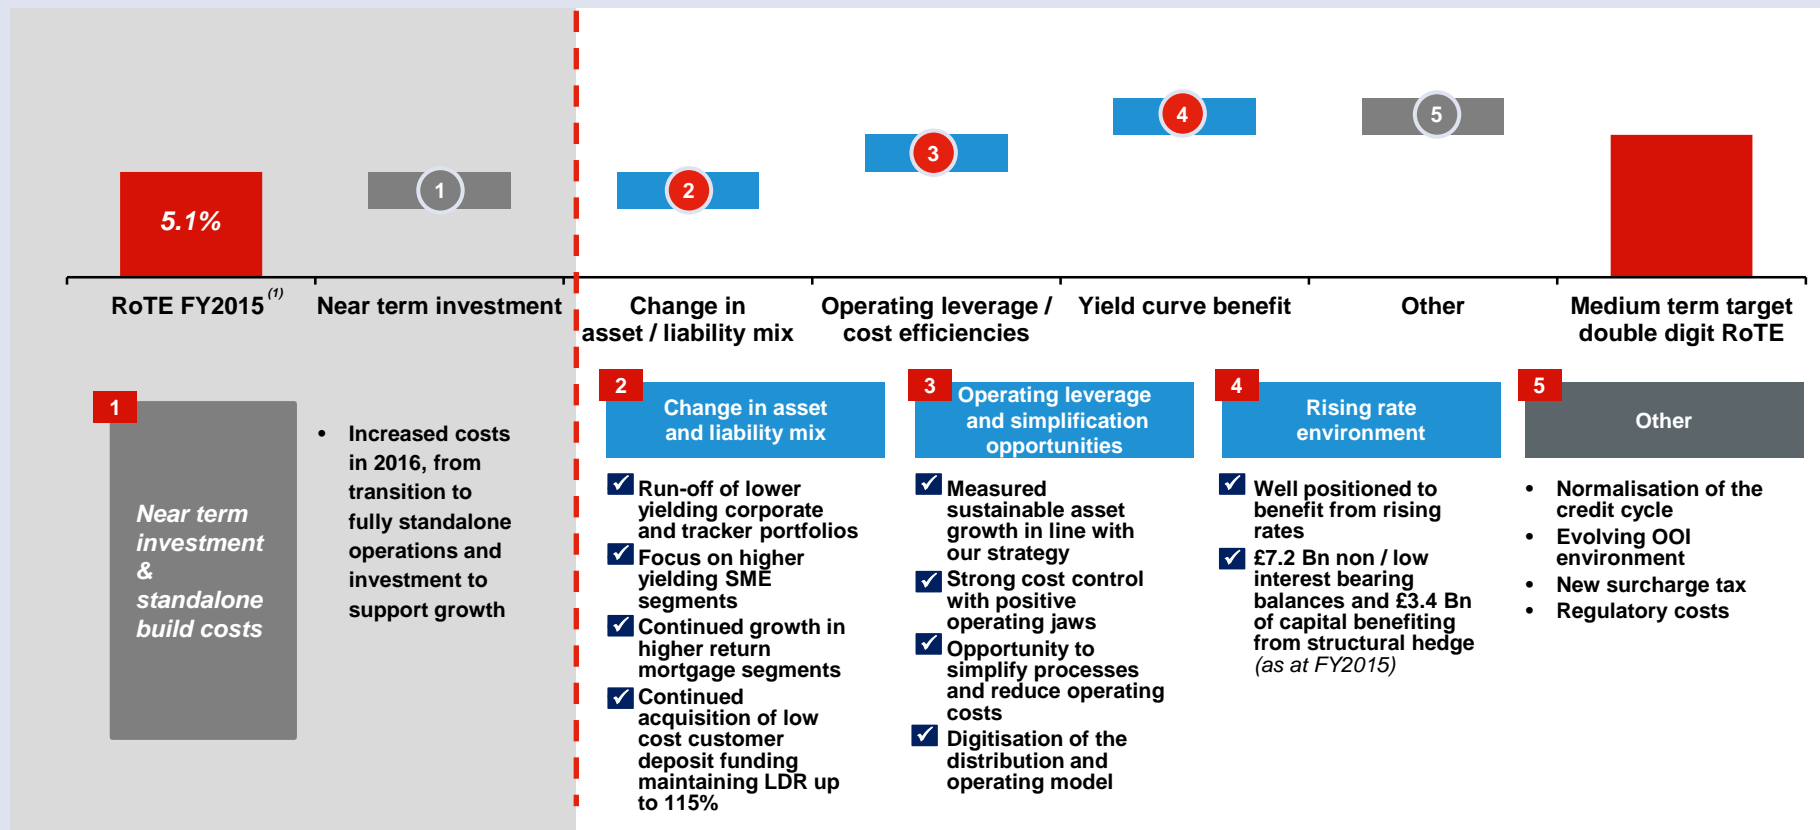 5.1%
1
2
3
4
5
RoTE FY2015 (1)
Near term investment
Change in
asset / liability mix
Operating leverage /
cost efficiencies
Yield curve benefit
Other
Medium term target
double digit RoTE
1
Near term
investment
&
standalone
build costs
• Increased costs
in 2016, from
transition to
fully standalone
operations and
investment to
support growth
2
Change in asset
and liability mix
Run-off of lower
yielding corporate
and tracker portfolios
Focus on higher
yielding SME
segments
Continued growth in
higher return
mortgage segments
Continued
acquisition of low
cost customer
deposit funding
maintaining LDR up
to 115%
3
Operating leverage
and simplification
opportunities
Measured
sustainable asset
growth in line with
our strategy
Strong cost control
with positive
operating jaws
Opportunity to
simplify processes
and reduce operating
costs
Digitisation of the
distribution and
operating model
4
Rising rate
environment
Well positioned to
benefit from rising
rates
£7.2 Bn non / low
interest bearing
balances and £3.4 Bn
of capital benefiting
from structural hedge
(as at FY2015)
5
Other
• Normalisation of the
credit cycle
• Evolving OOI
environment
• New surcharge tax
• Regulatory costs